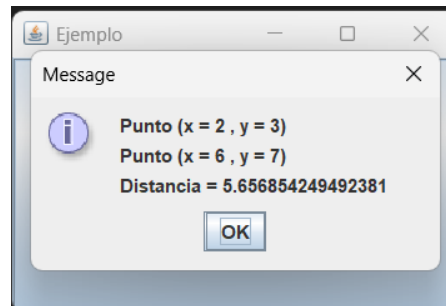 Ejemplo
Message
Punto (x = 2 , y = 3)
Punto (x = 6 , y = 7)
Distancia = 5.656854249492381
OK